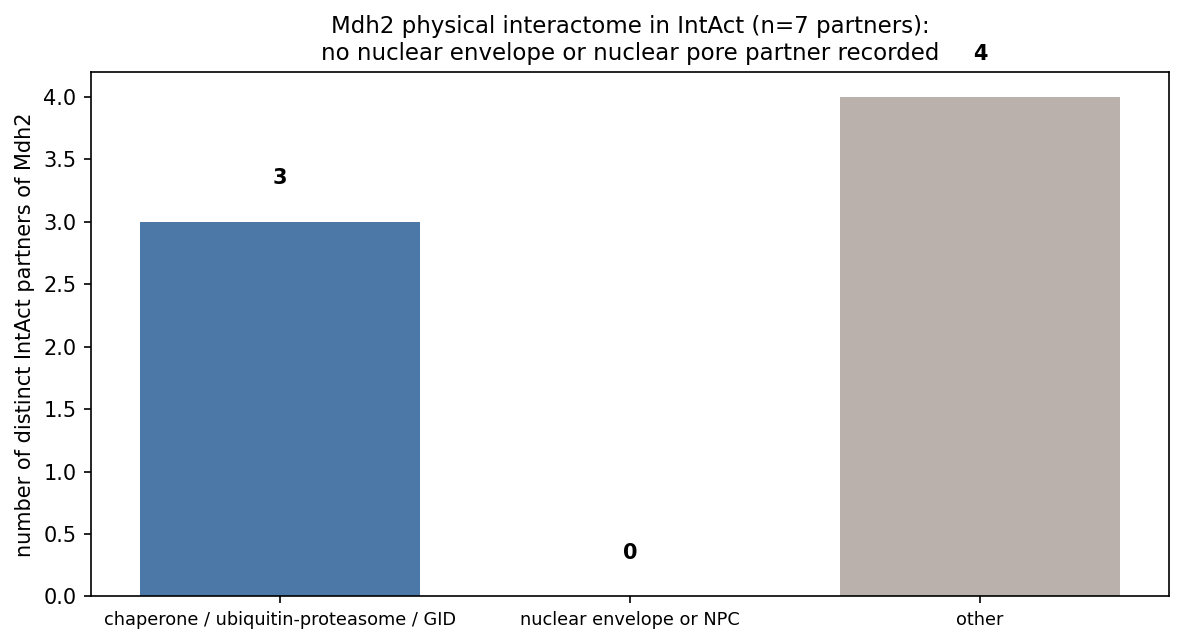 Mdh2 physical interactome in IntAct (n=7 partners):
no nuclear envelope or nuclear pore partner recorded
4
number of distinct IntAct partners of Mdh2
4.0
3.5
3.0
2.5
2.0
1.5
1.0
0.5
0.0
3
0
chaperone / ubiquitin-proteasome / GID
nuclear envelope or NPC
other